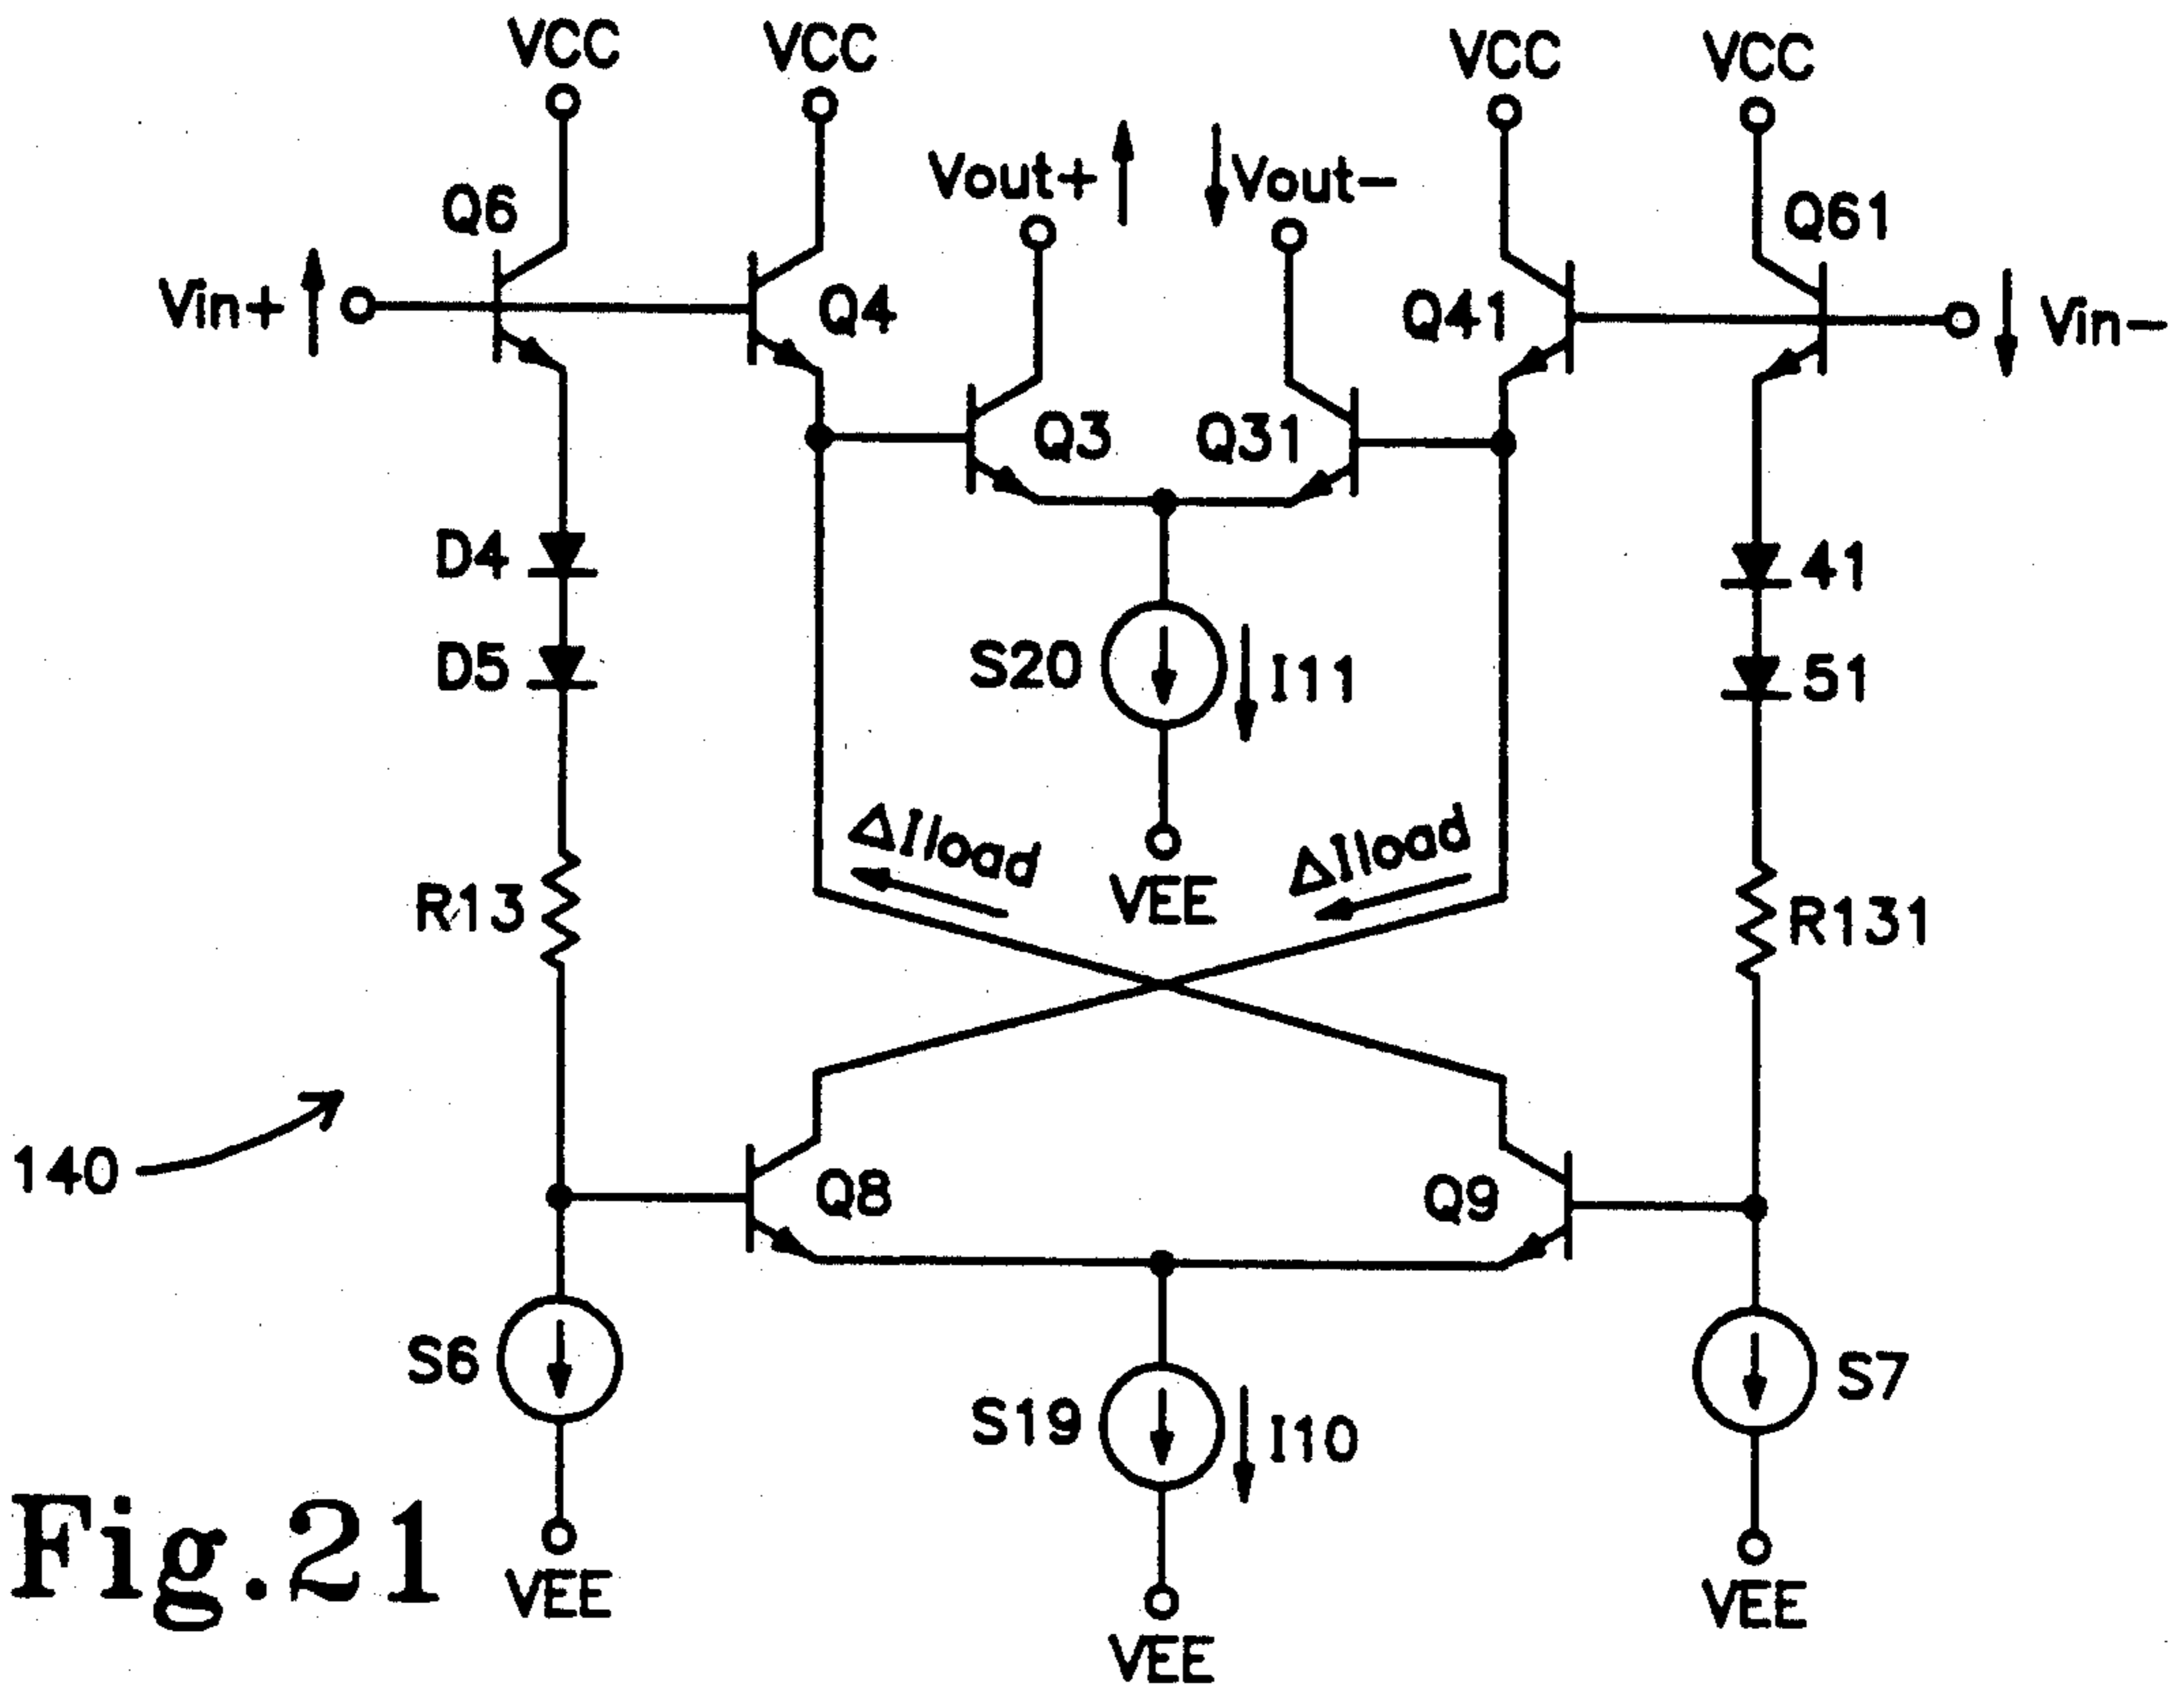 VCC
VCC
VCC
VCC
Vout+
Vout-
Q6
Q61
Vin+
Q4
Q41
Vin-
Q3
Q31
D4
41
D5
S20
I11
51
ΔIload
ΔIload
R13
VEE
R131
140
Q8
Q9
S6
S19
I10
S7
Fig.21
VEE
VEE
VEE